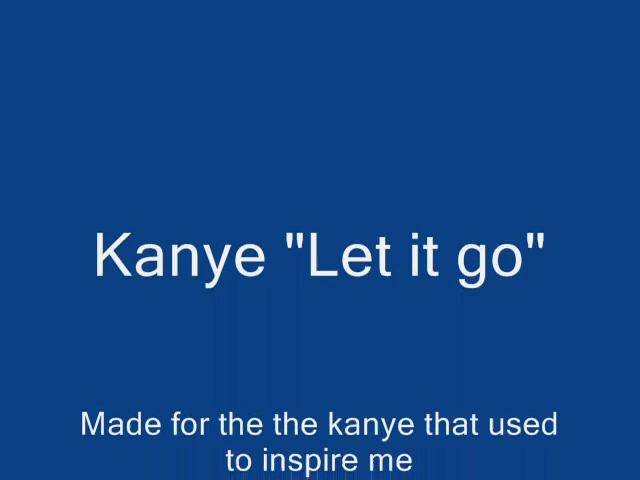 Kanye "Let it go"
Made for the the kanye that used
to inspire me